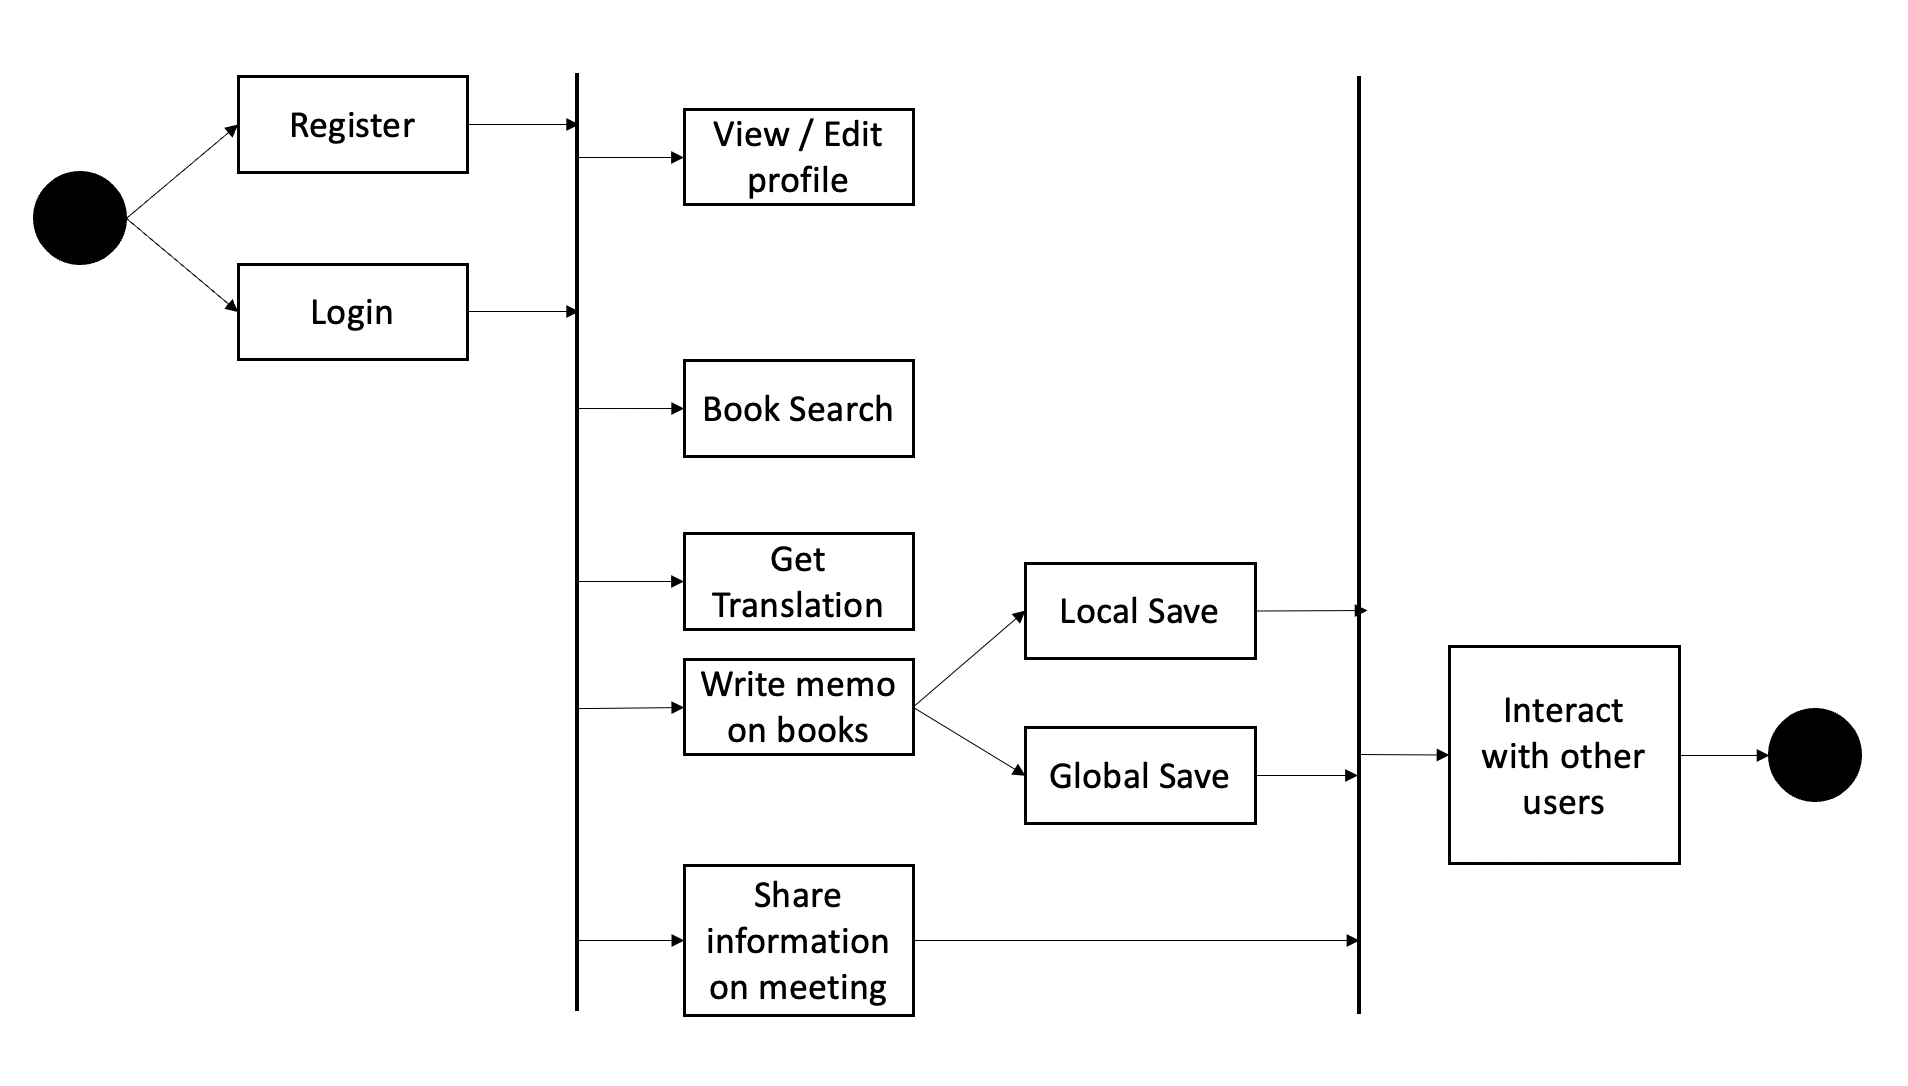 Register
Login
View / Edit
profile
Book Search
Get
Translation
Write memo
on books
Share
information
on meeting
Local Save
Global Save
Interact
with other
users